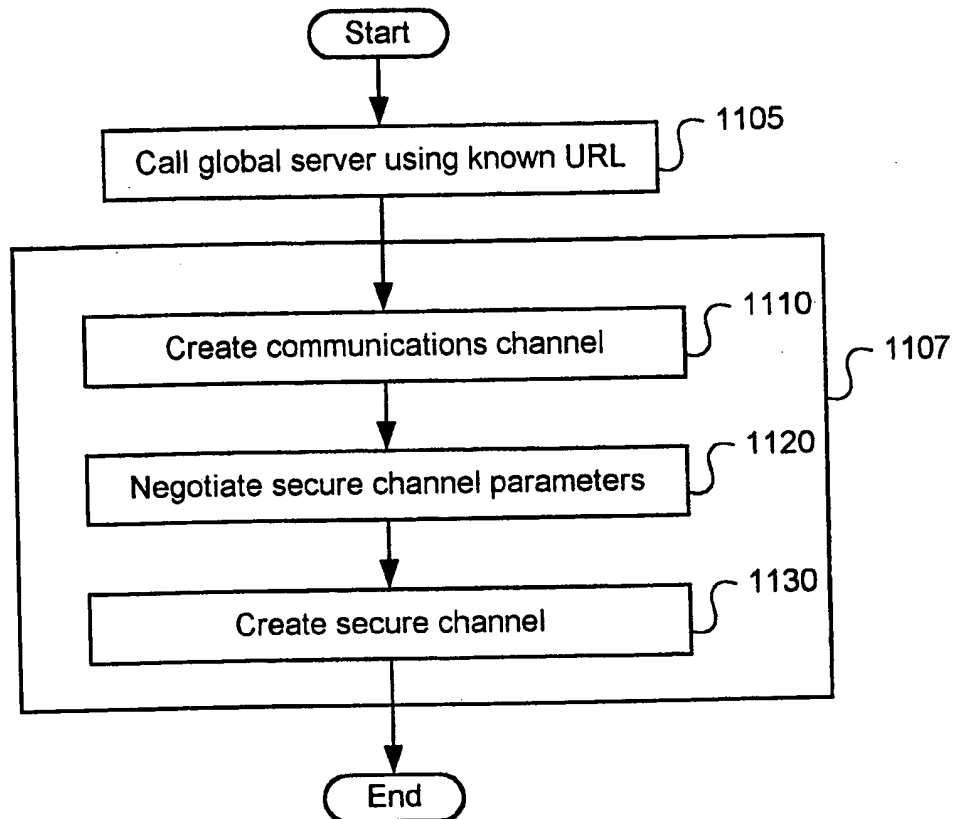 Start
Call global server using known URL
1105
Create communications channel
1110
1107
Negotiate secure channel parameters
1120
Create secure channel
1130
End